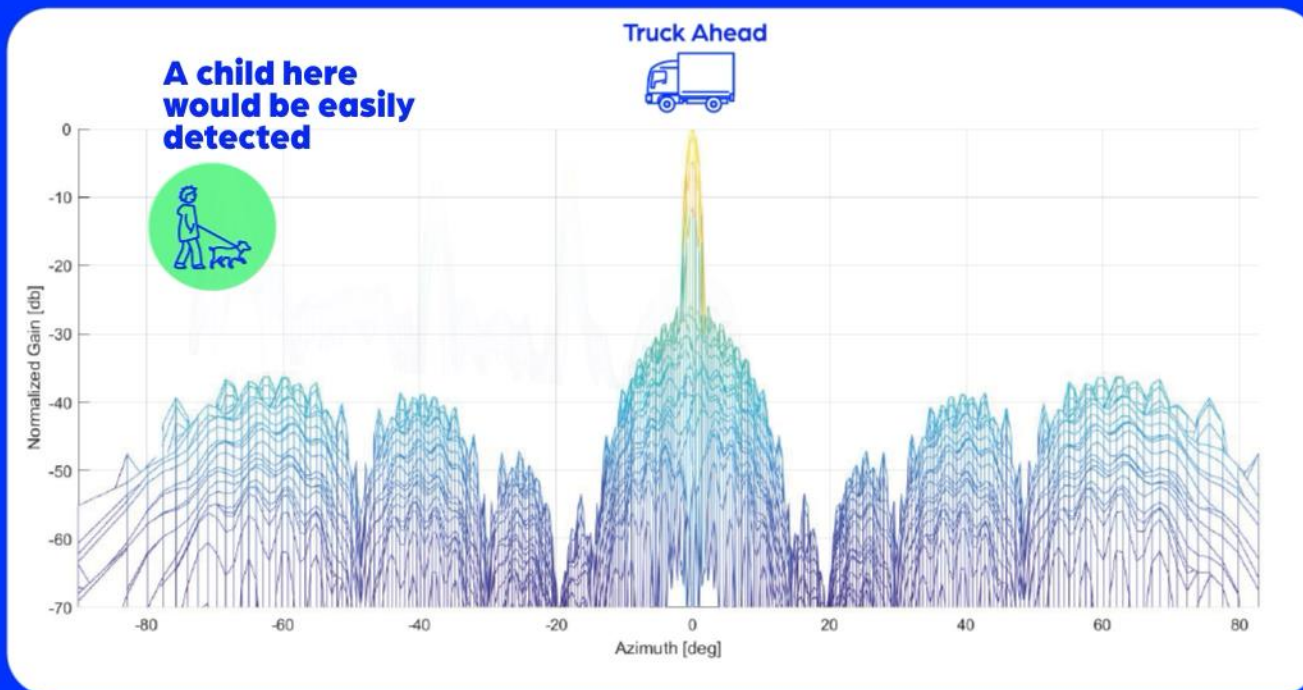 Truck Ahead
A child here
would be easily
detected
0
-10
-20
-30
-40
-50
-60
-70
Normalized Gain [db]
-80
-60
-40
-20
0
20
40
60
80
Azimuth [deg]